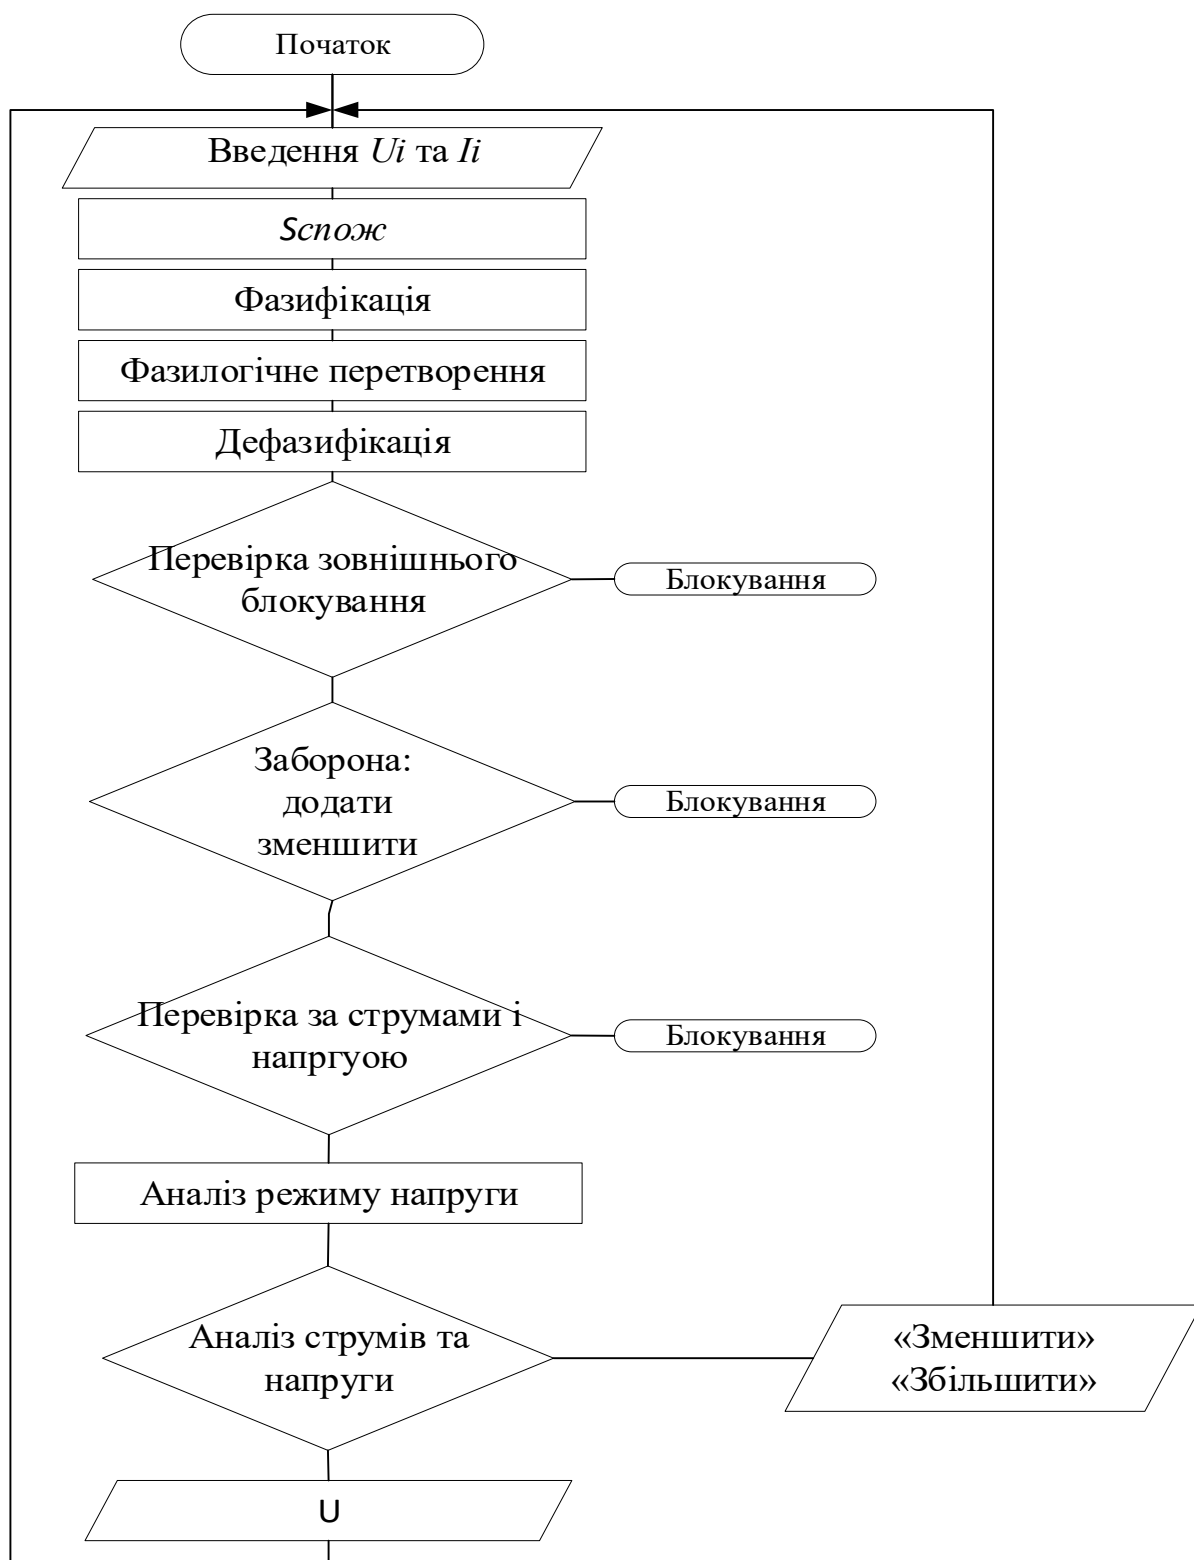 Початок
Введення Ui та Ii
Sспож
Фазифікація
Фазилогічне перетворення
Дефазифікація
Перевірка зовнішнього
блокування
Блокування
Заборона:
додати
зменшити
Блокування
Перевірка за струмами і
напргуою
Блокування
Аналіз режиму напруги
Аналіз струмів та
напруги
«Зменшити»
«Збільшити»
U